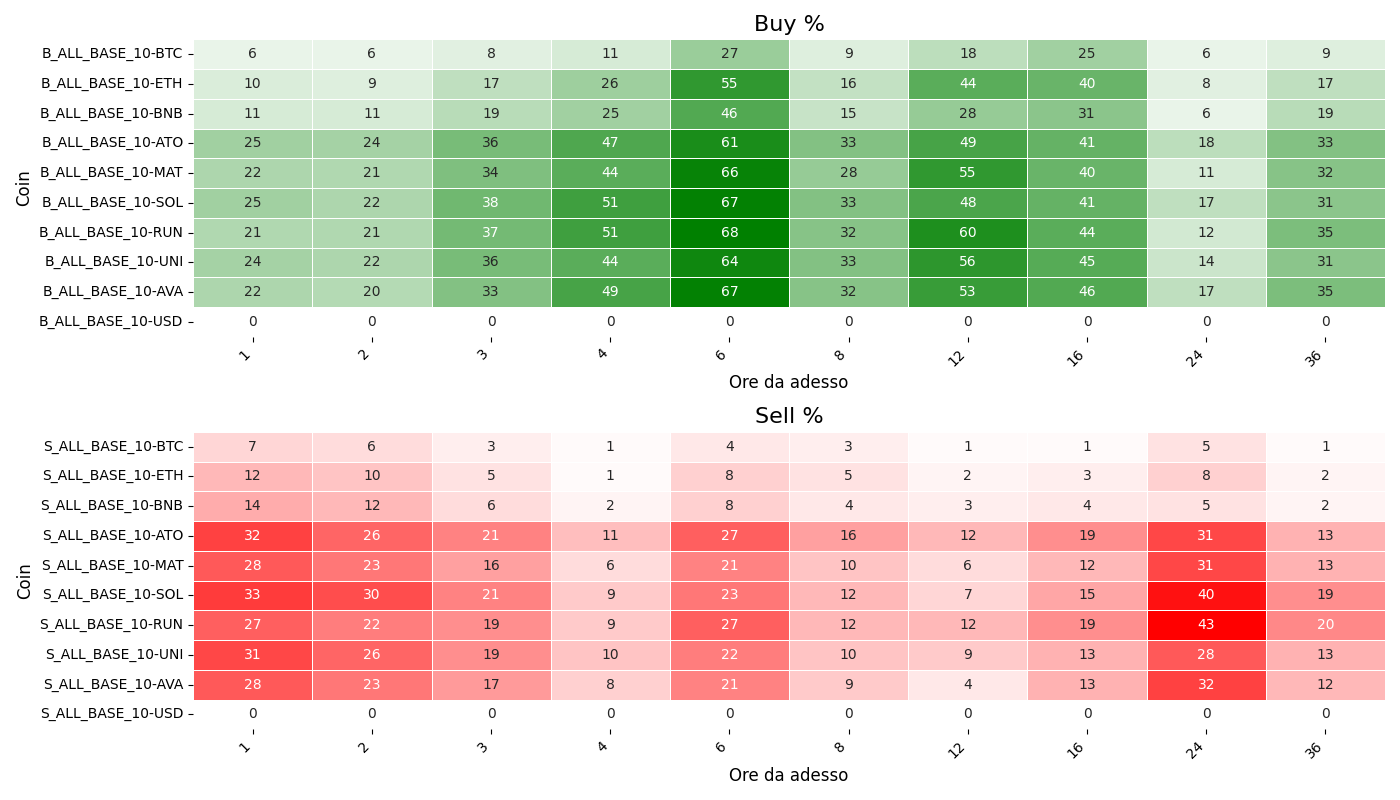 Buy %
Coin
B_ALL_BASE_10-BTC 6 6 8 11 27 9 18 25 6 9
B_ALL_BASE_10-ETH 10 9 17 26 55 16 44 40 8 17
B_ALL_BASE_10-BNB 11 11 19 25 46 15 28 31 6 19
B_ALL_BASE_10-ATO 25 24 36 47 61 33 49 41 18 33
B_ALL_BASE_10-MAT 22 21 34 44 66 28 55 40 11 32
B_ALL_BASE_10-SOL 25 22 38 51 67 33 48 41 17 31
B_ALL_BASE_10-RUN 21 21 37 51 68 32 60 44 12 35
B_ALL_BASE_10-UNI 24 22 36 44 64 33 56 45 14 31
B_ALL_BASE_10-AVA 22 20 33 49 67 32 53 46 17 35
B_ALL_BASE_10-USD 0 0 0 0 0 0 0 0 0 0
1 2 3 4 6 8 12 16 24 36
Ore da adesso
Sell %
Coin
S_ALL_BASE_10-BTC 7 6 3 1 4 3 1 1 5 1
S_ALL_BASE_10-ETH 12 10 5 1 8 5 2 3 8 2
S_ALL_BASE_10-BNB 14 12 6 2 8 4 3 4 5 2
S_ALL_BASE_10-ATO 32 26 21 11 27 16 12 19 31 13
S_ALL_BASE_10-MAT 28 23 16 6 21 10 6 12 31 13
S_ALL_BASE_10-SOL 33 30 21 9 23 12 7 15 40 19
S_ALL_BASE_10-RUN 27 22 19 9 27 12 12 19 43 20
S_ALL_BASE_10-UNI 31 26 19 10 22 10 9 13 28 13
S_ALL_BASE_10-AVA 28 23 17 8 21 9 4 13 32 12
S_ALL_BASE_10-USD 0 0 0 0 0 0 0 0 0 0
1 2 3 4 6 8 12 16 24 36
Ore da adesso